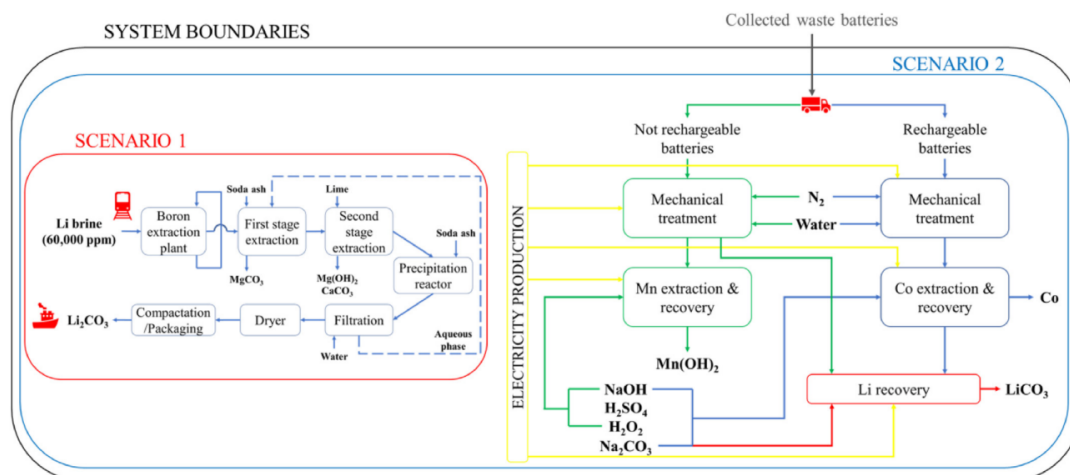 Collected waste batteries
SYSTEM BOUNDARIES
SCENARIO 2
SCENARIO 1
Not rechargeable
batteries
Rechargeable
batteries
Soda ash
Lime
Li brine
(60,000 ppm)
Boron
extraction
plant
First stage
extraction
Second
stage
extraction
Soda ash
Precipitation
reactor
MgCO₃
Mg(OH)₂
CaCO₃
Li₂CO₃
Compactation
/Packaging
Dryer
Filtration
Aqueous
phase
Water
ELECTRICITY PRODUCTION
Mechanical
treatment
N₂
Water
Mechanical
treatment
Mn extraction &
recovery
Co extraction &
recovery
Co
Mn(OH)₂
NaOH
H₂SO₄
H₂O₂
Na₂CO₃
Li recovery
LiCO₃